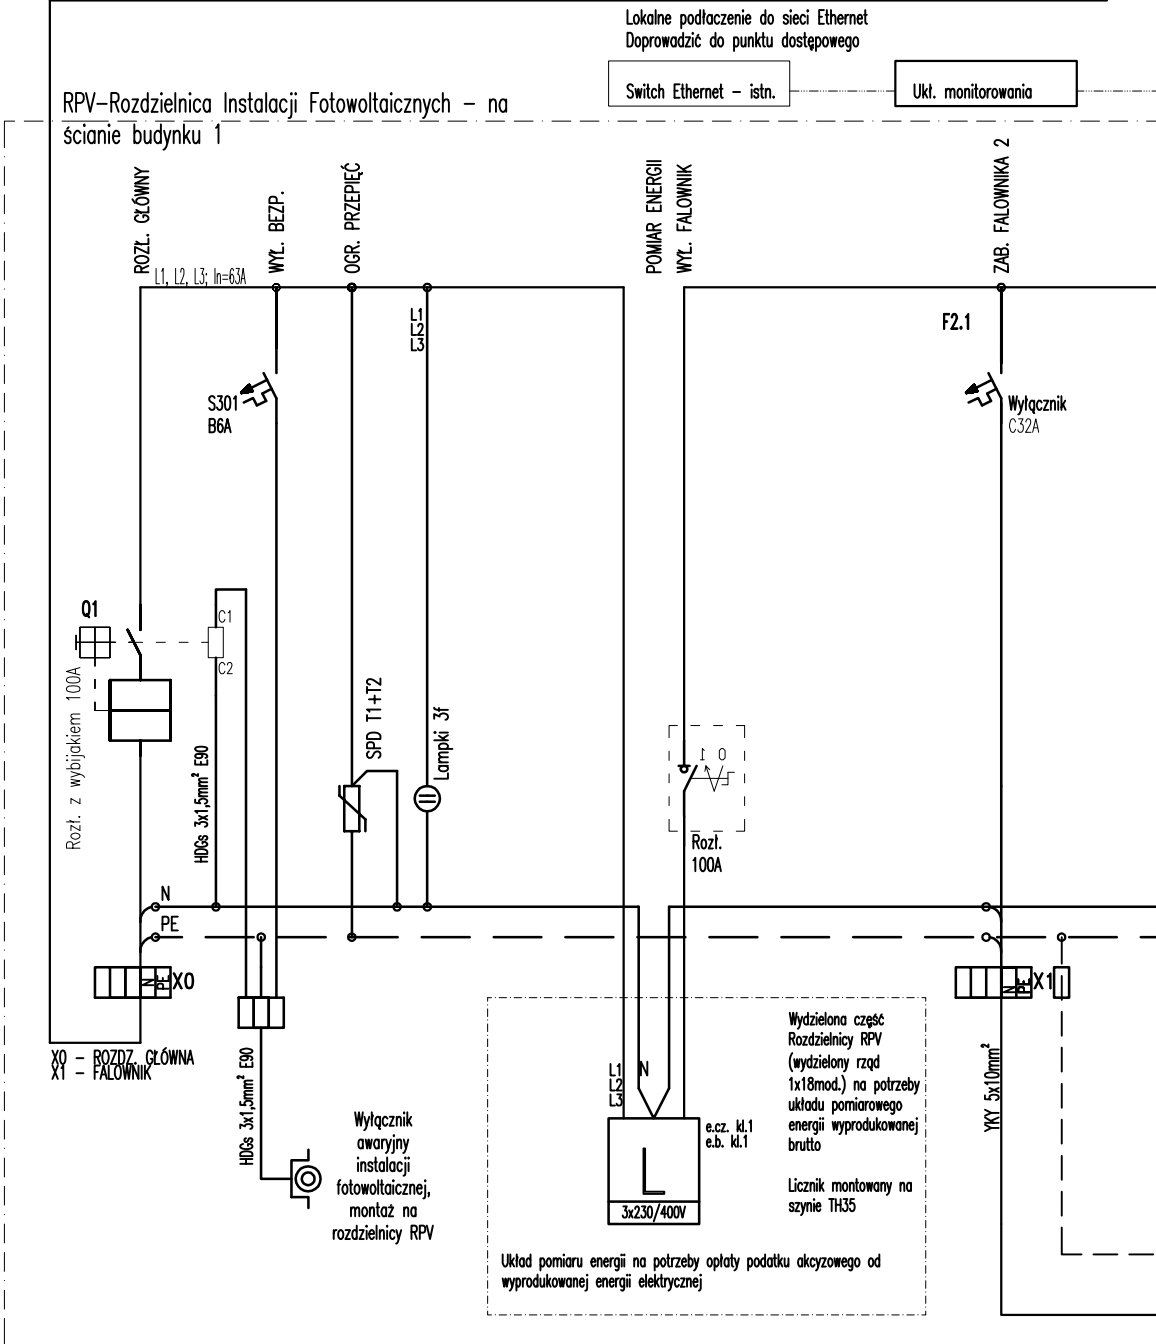 Lokalne podłaczenie do sieci Ethernet
Doprowadzić do punktu dostępowego
Switch Ethernet – istn.
Ukł. monitorowania
RPV–Rozdzielnica Instalacji Fotowoltaicznych – na
ścianie budynku 1
ROZŁ. GŁÓWNY
WYŁ. BEZP.
OGR. PRZEPIĘĆ
POMIAR ENERGII
WYŁ. FALOWNIK
ZAB. FALOWNIKA 2
L1, L2, L3; In=63A
L1
L2
L3
F2.1
S301
B6A
Wyłącznik
C32A
Q1
C1
C2
Rozł. z wybijakiem 100A
HDGs 3x1,5mm² E90
SPD T1+T2
Lampki 3f
1 0
Rozł.
100A
N
PE
N
PE
X0
N
PE
X1
X0 – ROZDZ. GŁÓWNA
X1 – FALOWNIK
HDGs 3x1,5mm² E90
Wyłącznik
awaryjny
instalacji
fotowoltaicznej,
montaż na
rozdzielnicy RPV
L1
L2
L3
N
L
3x230/400V
e.cz. kl.1
e.b. kl.1
Wydzielona część
Rozdzielnicy RPV
(wydzielony rząd
1x18mod.) na potrzeby
układu pomiarowego
energii wyprodukowanej
brutto
Licznik montowany na
szynie TH35
Układ pomiaru energii na potrzeby opłaty podatku akcyzowego od
wyprodukowanej energii elektrycznej
YKY 5x10mm²